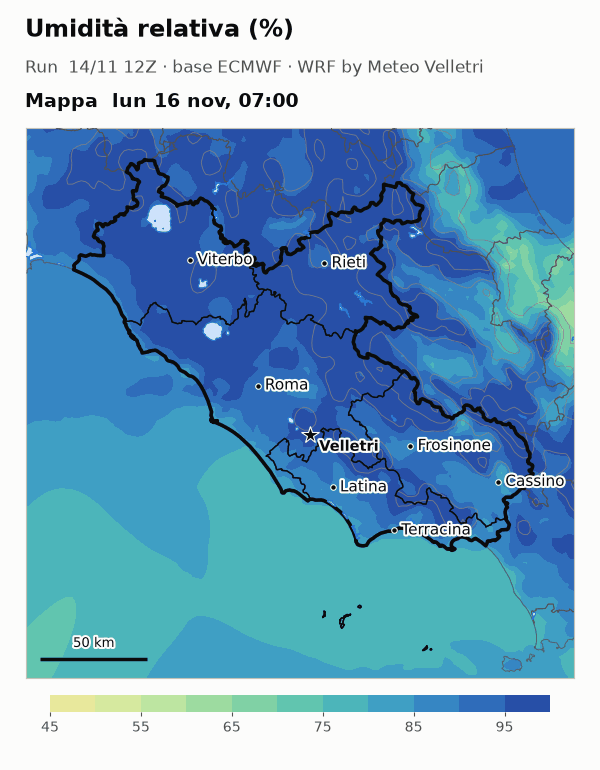 Umidità relativa (%)
Run  14/11 12Z · base ECMWF · WRF by Meteo Velletri
Mappa  lun 16 nov, 07:00
Viterbo
Rieti
Roma
Velletri
Frosinone
Cassino
Latina
Terracina
50 km
45 55 65 75 85 95